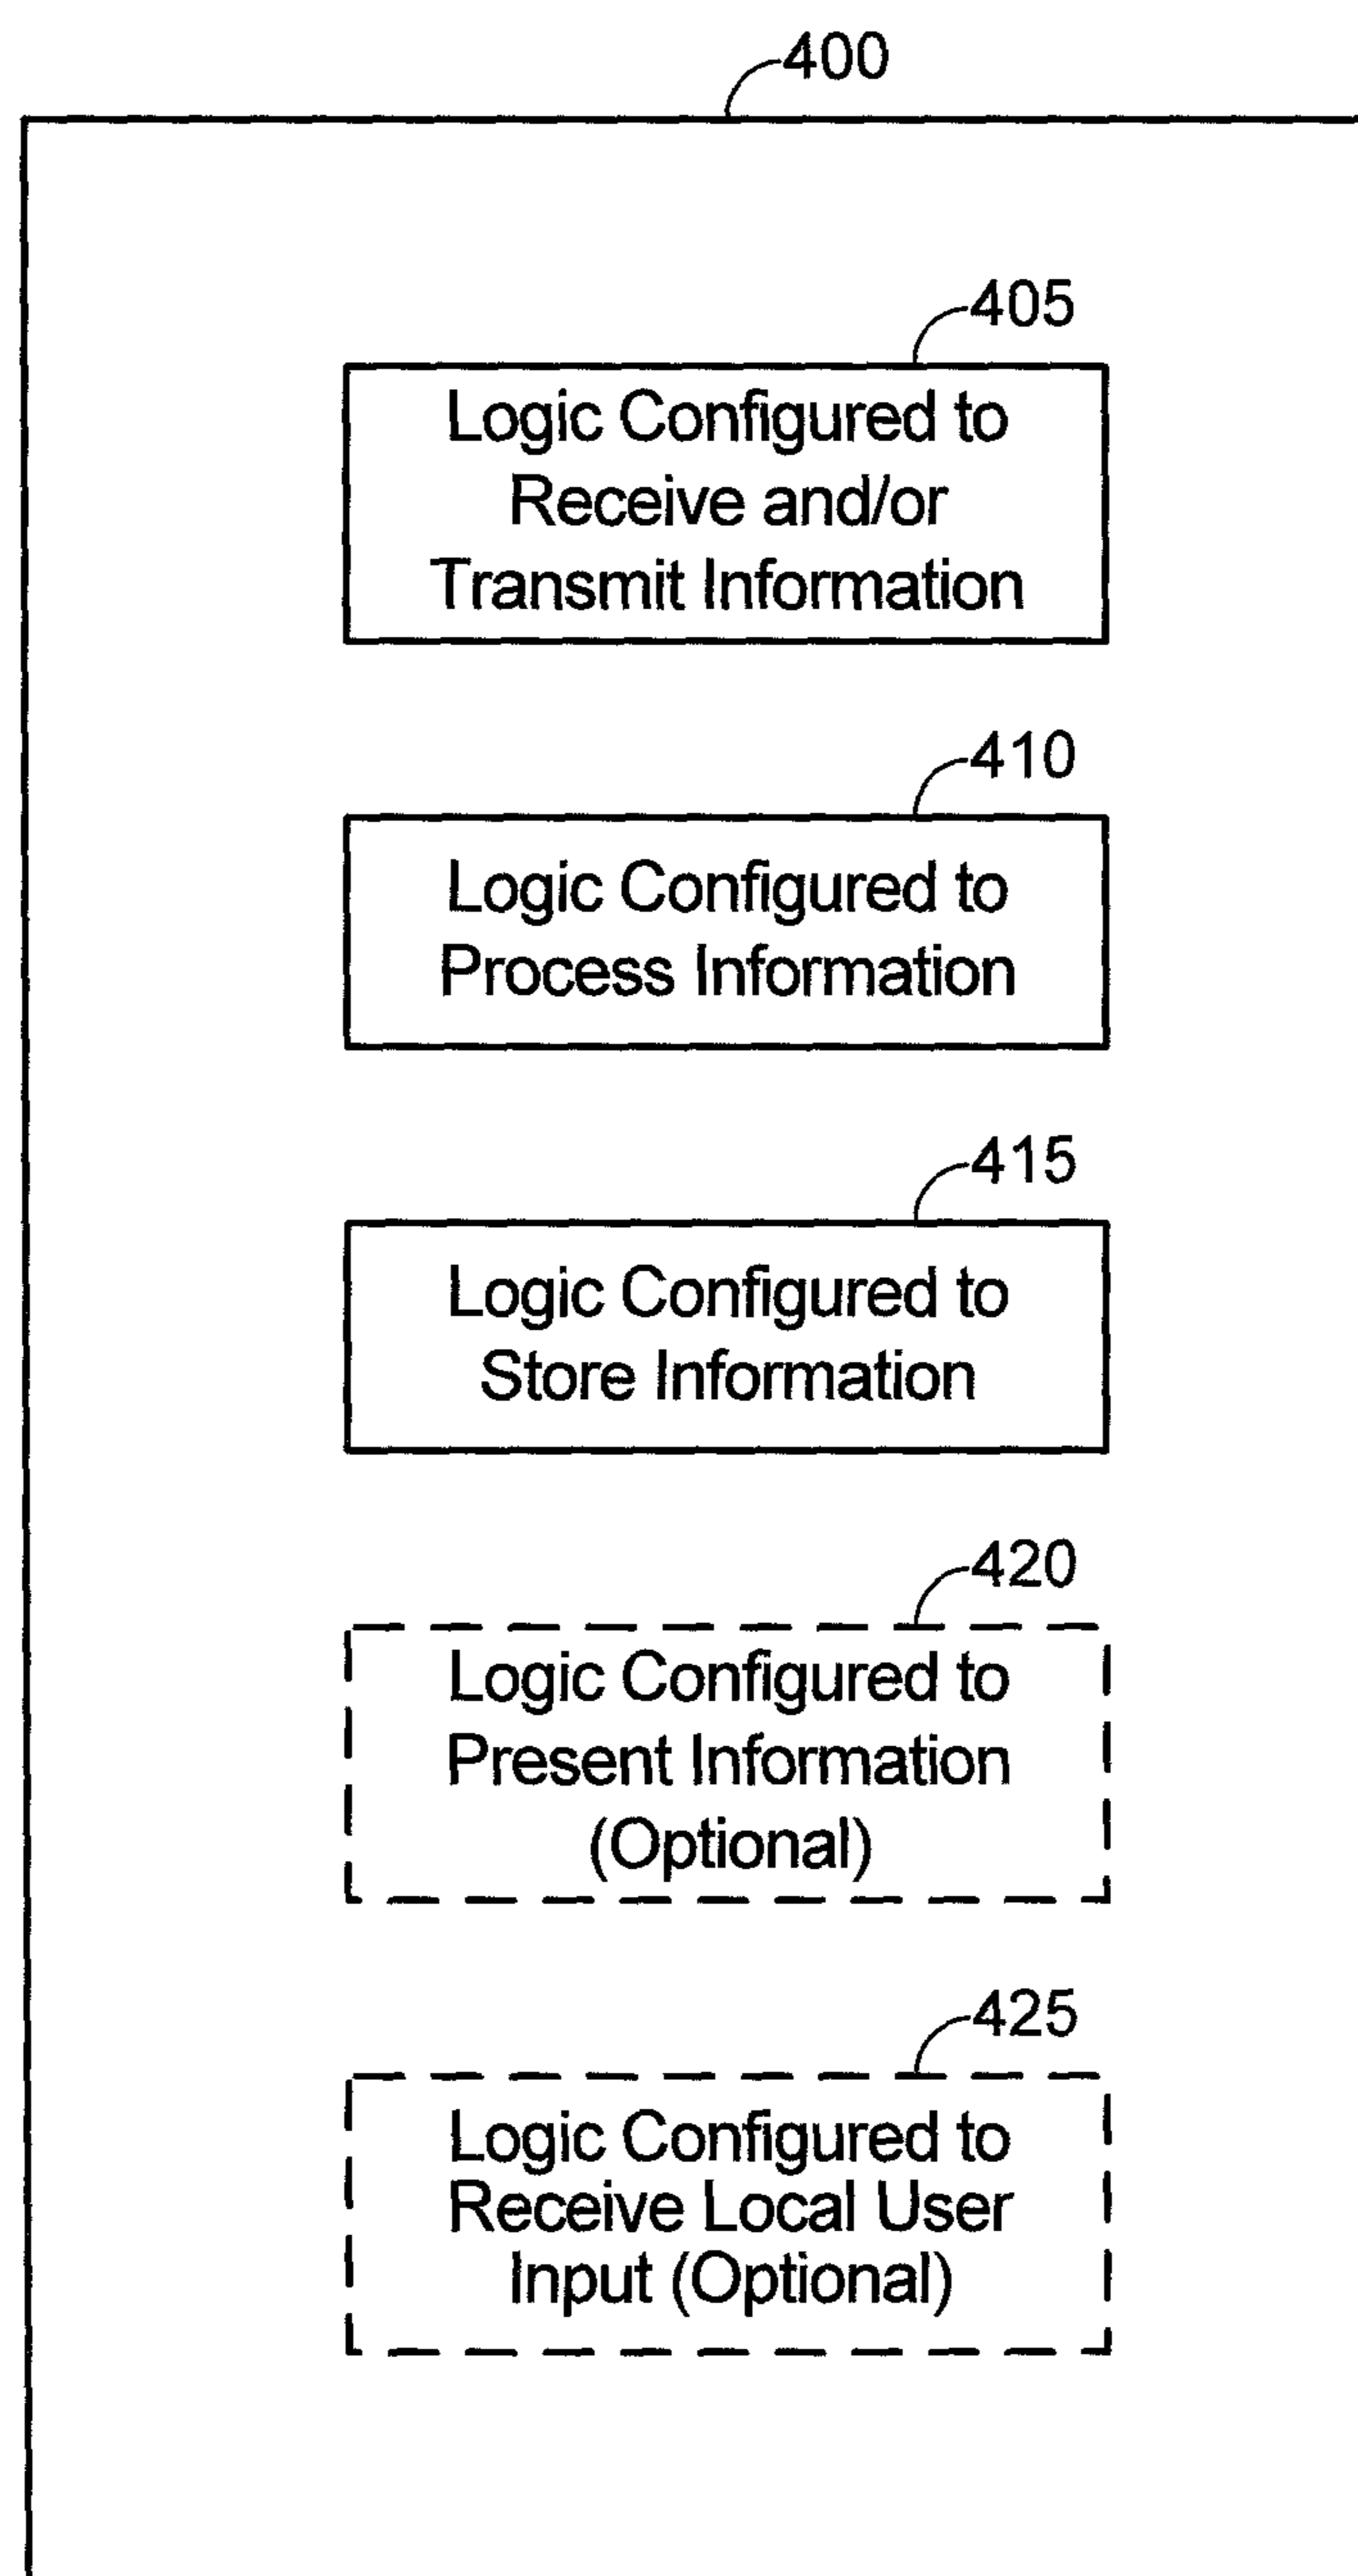 400
405
Logic Configured to
Receive and/or
Transmit Information
410
Logic Configured to
Process Information
415
Logic Configured to
Store Information
420
Logic Configured to
Present Information
(Optional)
425
Logic Configured to
Receive Local User
Input (Optional)